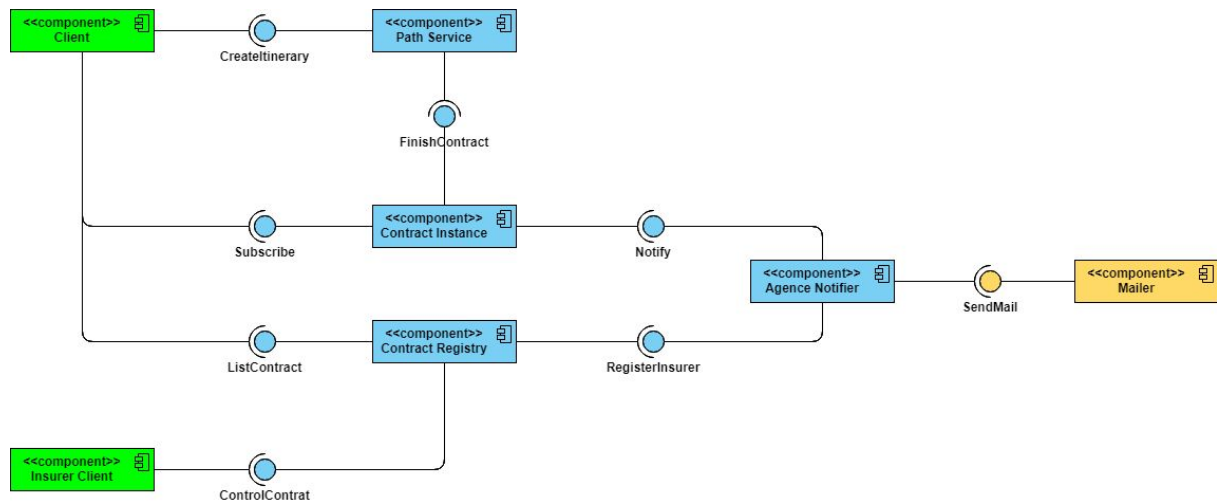 <<component>>
Client
CreateItinerary
<<component>>
Path Service
FinishContract
Subscribe
<<component>>
Contract Instance
Notify
<<component>>
Agence Notifier
SendMail
<<component>>
Mailer
ListContract
<<component>>
Contract Registry
RegisterInsurer
<<component>>
Insurer Client
ControlContrat